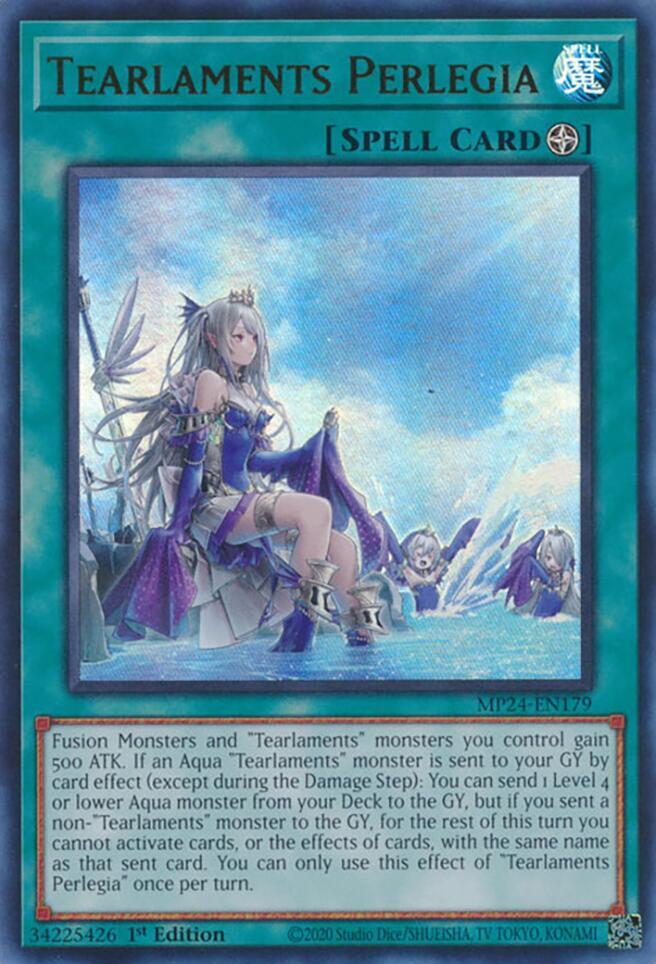 TEARLAMENTS PERLEGIA
SPELL
魔
[SPELL CARD]
MP24-EN179
Fusion Monsters and "Tearlaments" monsters you control gain
500 ATK. If an Aqua "Tearlaments" monster is sent to your GY by
card effect (except during the Damage Step): You can send 1 Level 4
or lower Aqua monster from your Deck to the GY, but if you sent a
non-"Tearlaments" monster to the GY, for the rest of this turn you
cannot activate cards, or the effects of cards, with the same name
as that sent card. You can only use this effect of "Tearlaments
Perlegia" once per turn.
34225426 1st Edition ©2020 Studio Dice/SHUEISHA, TV TOKYO, KONAMI